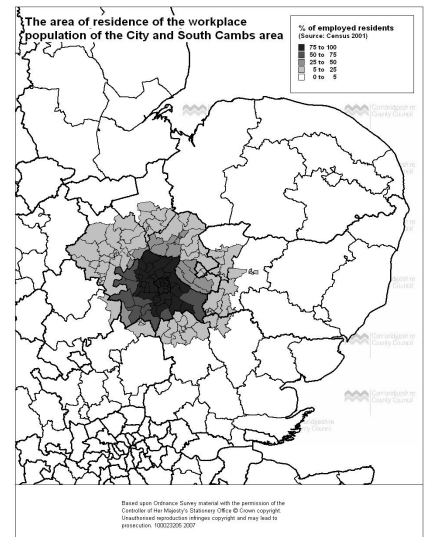 The area of residence of the workplace
population of the City and South Cambs area
% of employed residents
(Source: Census 2001)
75 to 100
50 to 75
25 to 50
5 to 25
0 to 5
Cambridgeshire
County Council
Cambridgeshire
County Council
Based upon Ordnance Survey material with the permission of the
Controller of Her Majesty's Stationery Office © Crown copyright.
Unauthorised reproduction infringes copyright and may lead to
prosecution. 100023205 2007